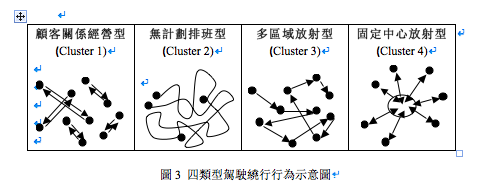 顧客關係經營型
(Cluster 1)
無計劃排班型
(Cluster 2)
多區域放射型
(Cluster 3)
固定中心放射型
(Cluster 4)
圖 3 四類型駕駛繞行行為示意圖